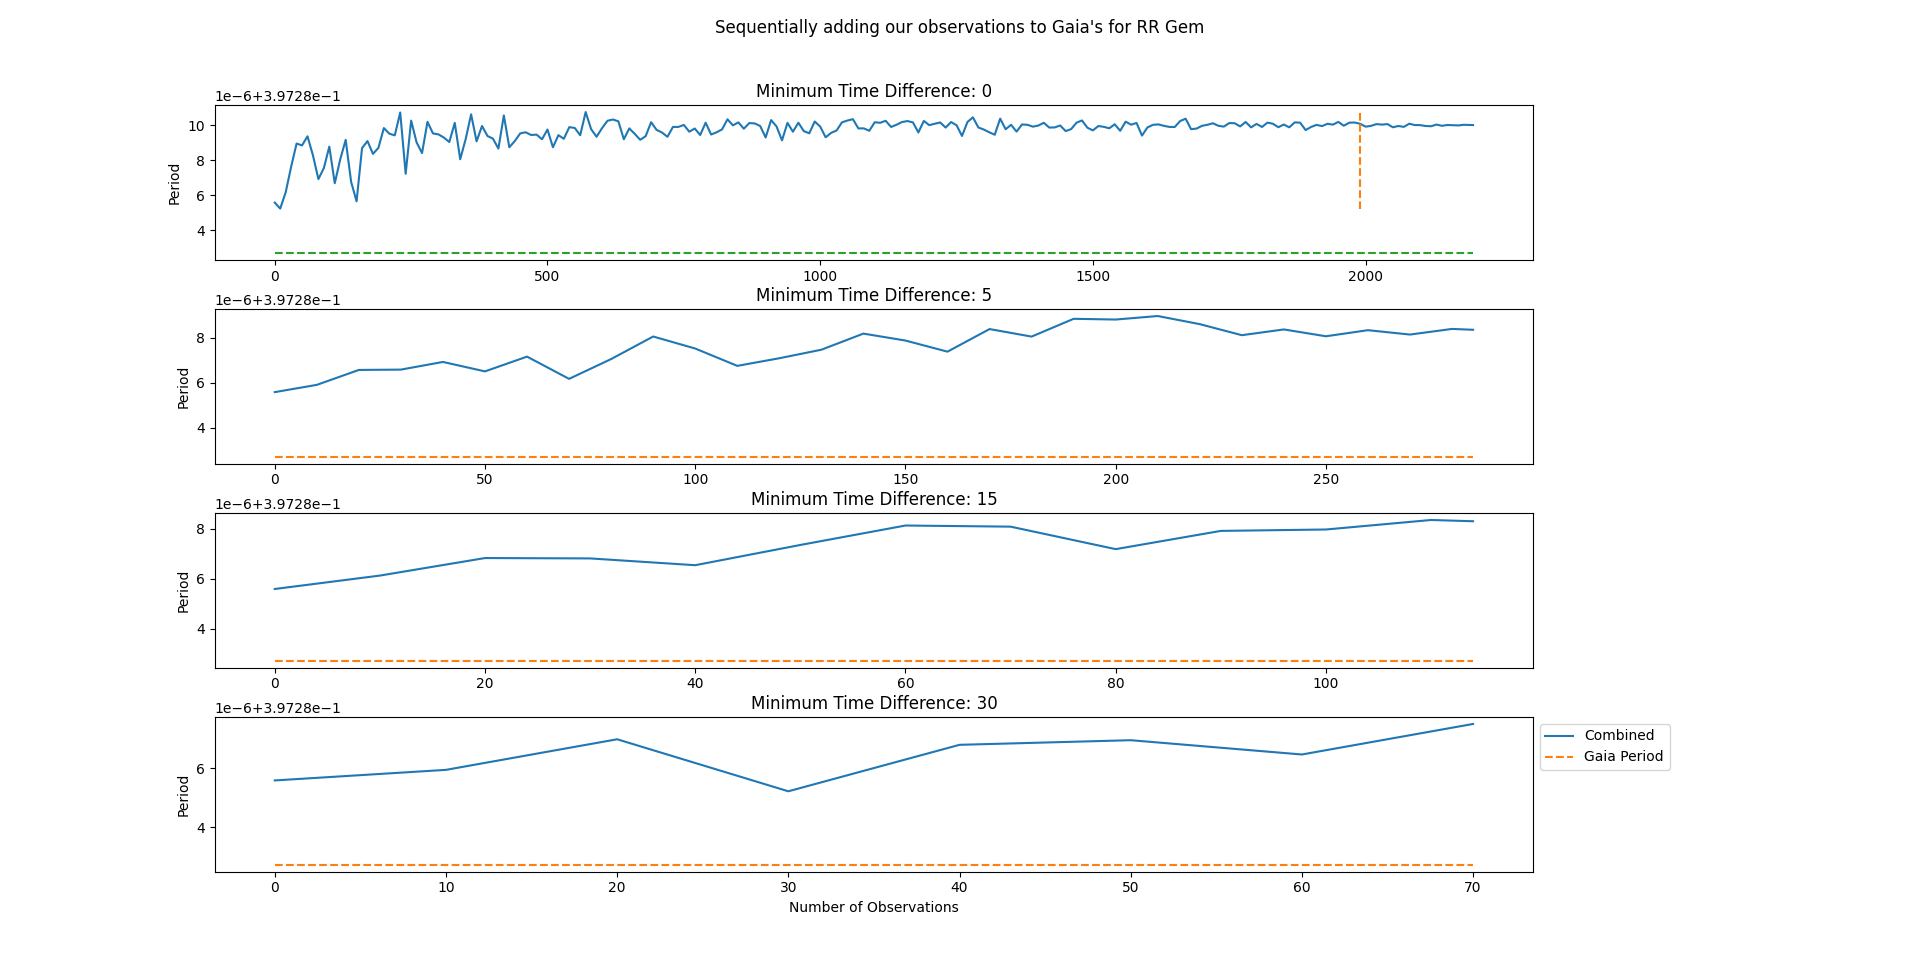 Sequentially adding our observations to Gaia's for RR Gem
Minimum Time Difference: 0
1e−6+3.9728e−1
10
8
6
4
Period
0 500 1000 1500 2000
Minimum Time Difference: 5
1e−6+3.9728e−1
8
6
4
Period
0 50 100 150 200 250
Minimum Time Difference: 15
1e−6+3.9728e−1
8
6
4
Period
0 20 40 60 80 100
Minimum Time Difference: 30
1e−6+3.9728e−1
6
4
Period
0 10 20 30 40 50 60 70
Number of Observations
Combined
Gaia Period